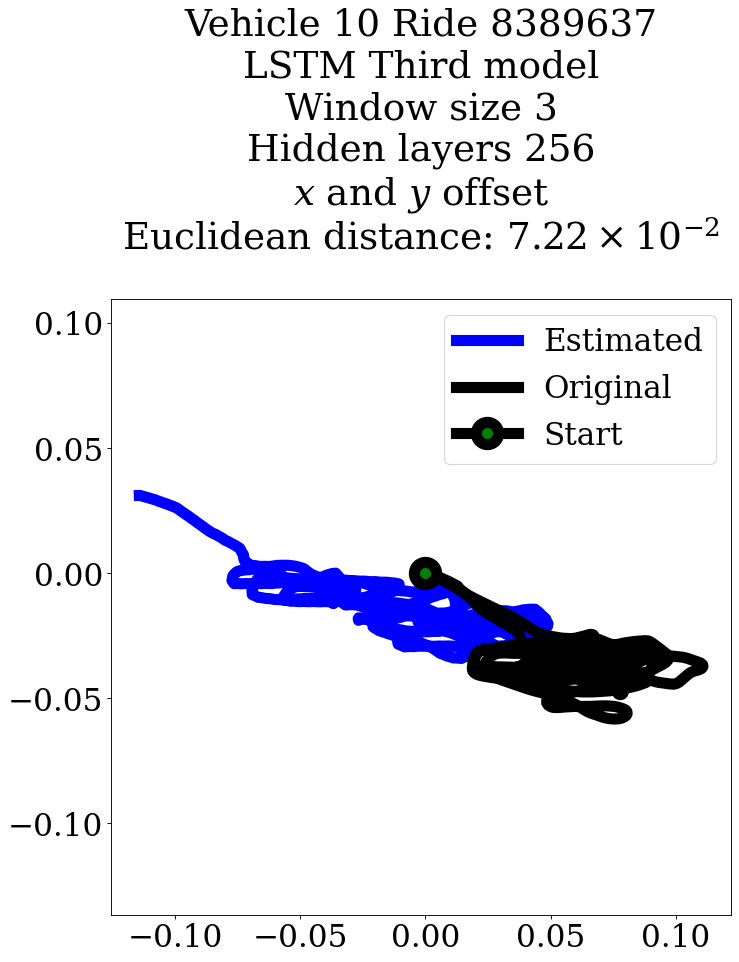 Vehicle 10 Ride 8389637
LSTM Third model
Window size 3
Hidden layers 256
x and y offset
Euclidean distance: 7.22 × 10⁻²
0.10
0.05
0.00
−0.05
−0.10
Estimated
Original
Start
−0.10 −0.05 0.00 0.05 0.10